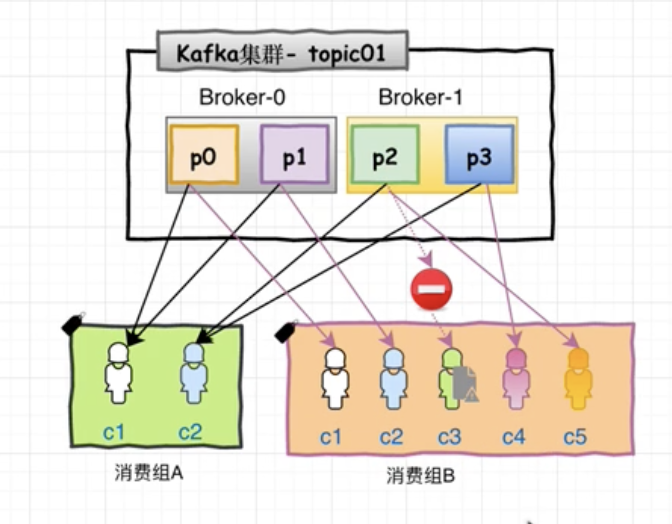 Kafka集群- topic01
Broker-0 Broker-1
p0 p1 p2 p3
c1 c2 c1 c2 c3 c4 c5
消费组A 消费组B